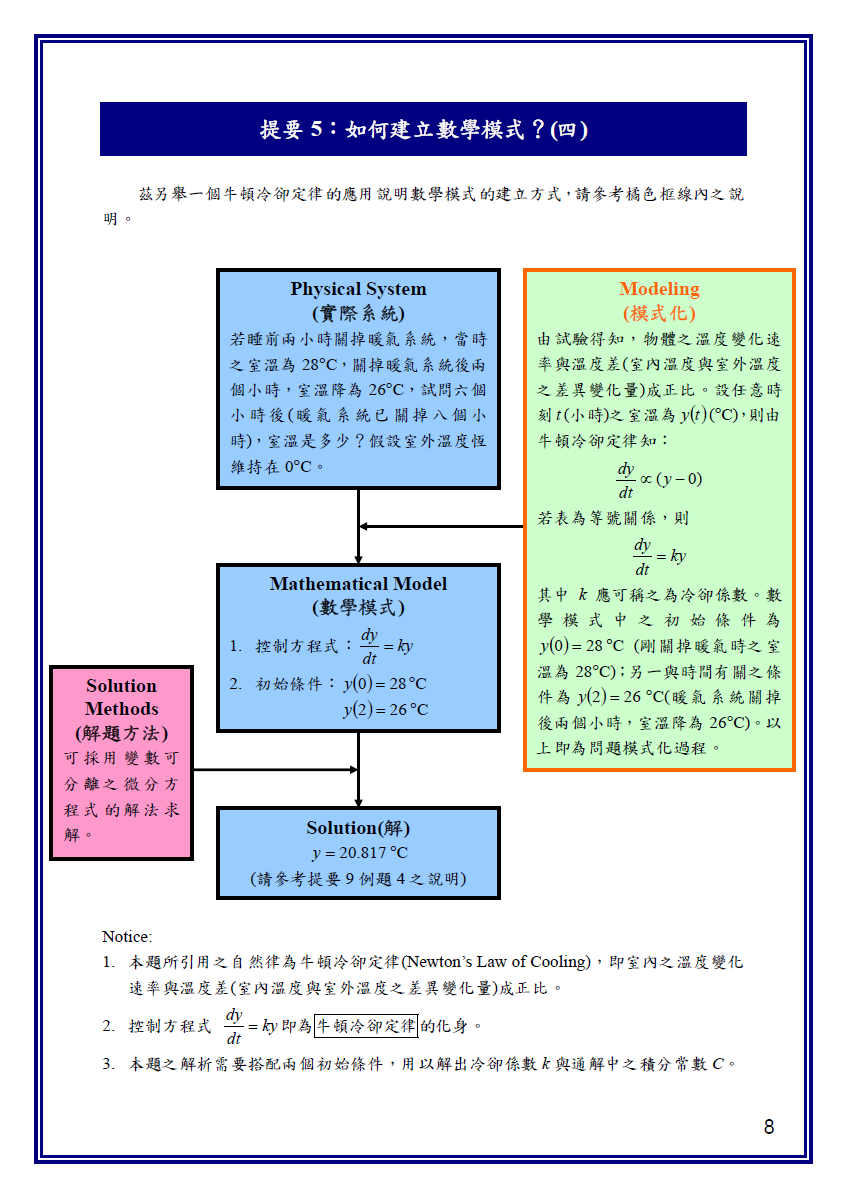 提要 5：如何建立數學模式？(四)
茲另舉一個牛頓冷卻定律的應用說明數學模式的建立方式，請參考橘色框線內之說
明。
Physical System
(實際系統)
若睡前兩小時關掉暖氣系統，當時
之室溫為 28°C，關掉暖氣系統後兩
個小時，室溫降為 26°C，試問六個
小時後(暖氣系統已關掉八個小
時)，室溫是多少？假設室外溫度恆
維持在 0°C。
Modeling
(模式化)
由試驗得知，物體之溫度變化速
率與溫度差(室內溫度與室外溫度
之差異變化量)成正比。設任意時
刻 t (小時)之室溫為 y(t) (°C)，則由
牛頓冷卻定律知：
dy/dt ∝ (y − 0)
若表為等號關係，則
dy/dt = ky
其中 k 應可稱之為冷卻係數。數
學模式中之初始條件為
y(0) = 28 °C (剛關掉暖氣時之室
溫為 28°C)；另一與時間有關之條
件為 y(2) = 26 °C(暖氣系統關掉
後兩個小時，室溫降為 26°C)。以
上即為問題模式化過程。
Mathematical Model
(數學模式)
1. 控制方程式：dy/dt = ky
2. 初始條件：y(0) = 28 °C
y(2) = 26 °C
Solution
Methods
(解題方法)
可採用變數可
分離之微分方
程式的解法求
解。
Solution(解)
y = 20.817 °C
(請參考提要 9 例題 4 之說明)
Notice:
1. 本題所引用之自然律為牛頓冷卻定律(Newton’s Law of Cooling)，即室內之溫度變化
速率與溫度差(室內溫度與室外溫度之差異變化量)成正比。
2. 控制方程式 dy/dt = ky 即為牛頓冷卻定律的化身。
3. 本題之解析需要搭配兩個初始條件，用以解出冷卻係數 k 與通解中之積分常數 C。
8